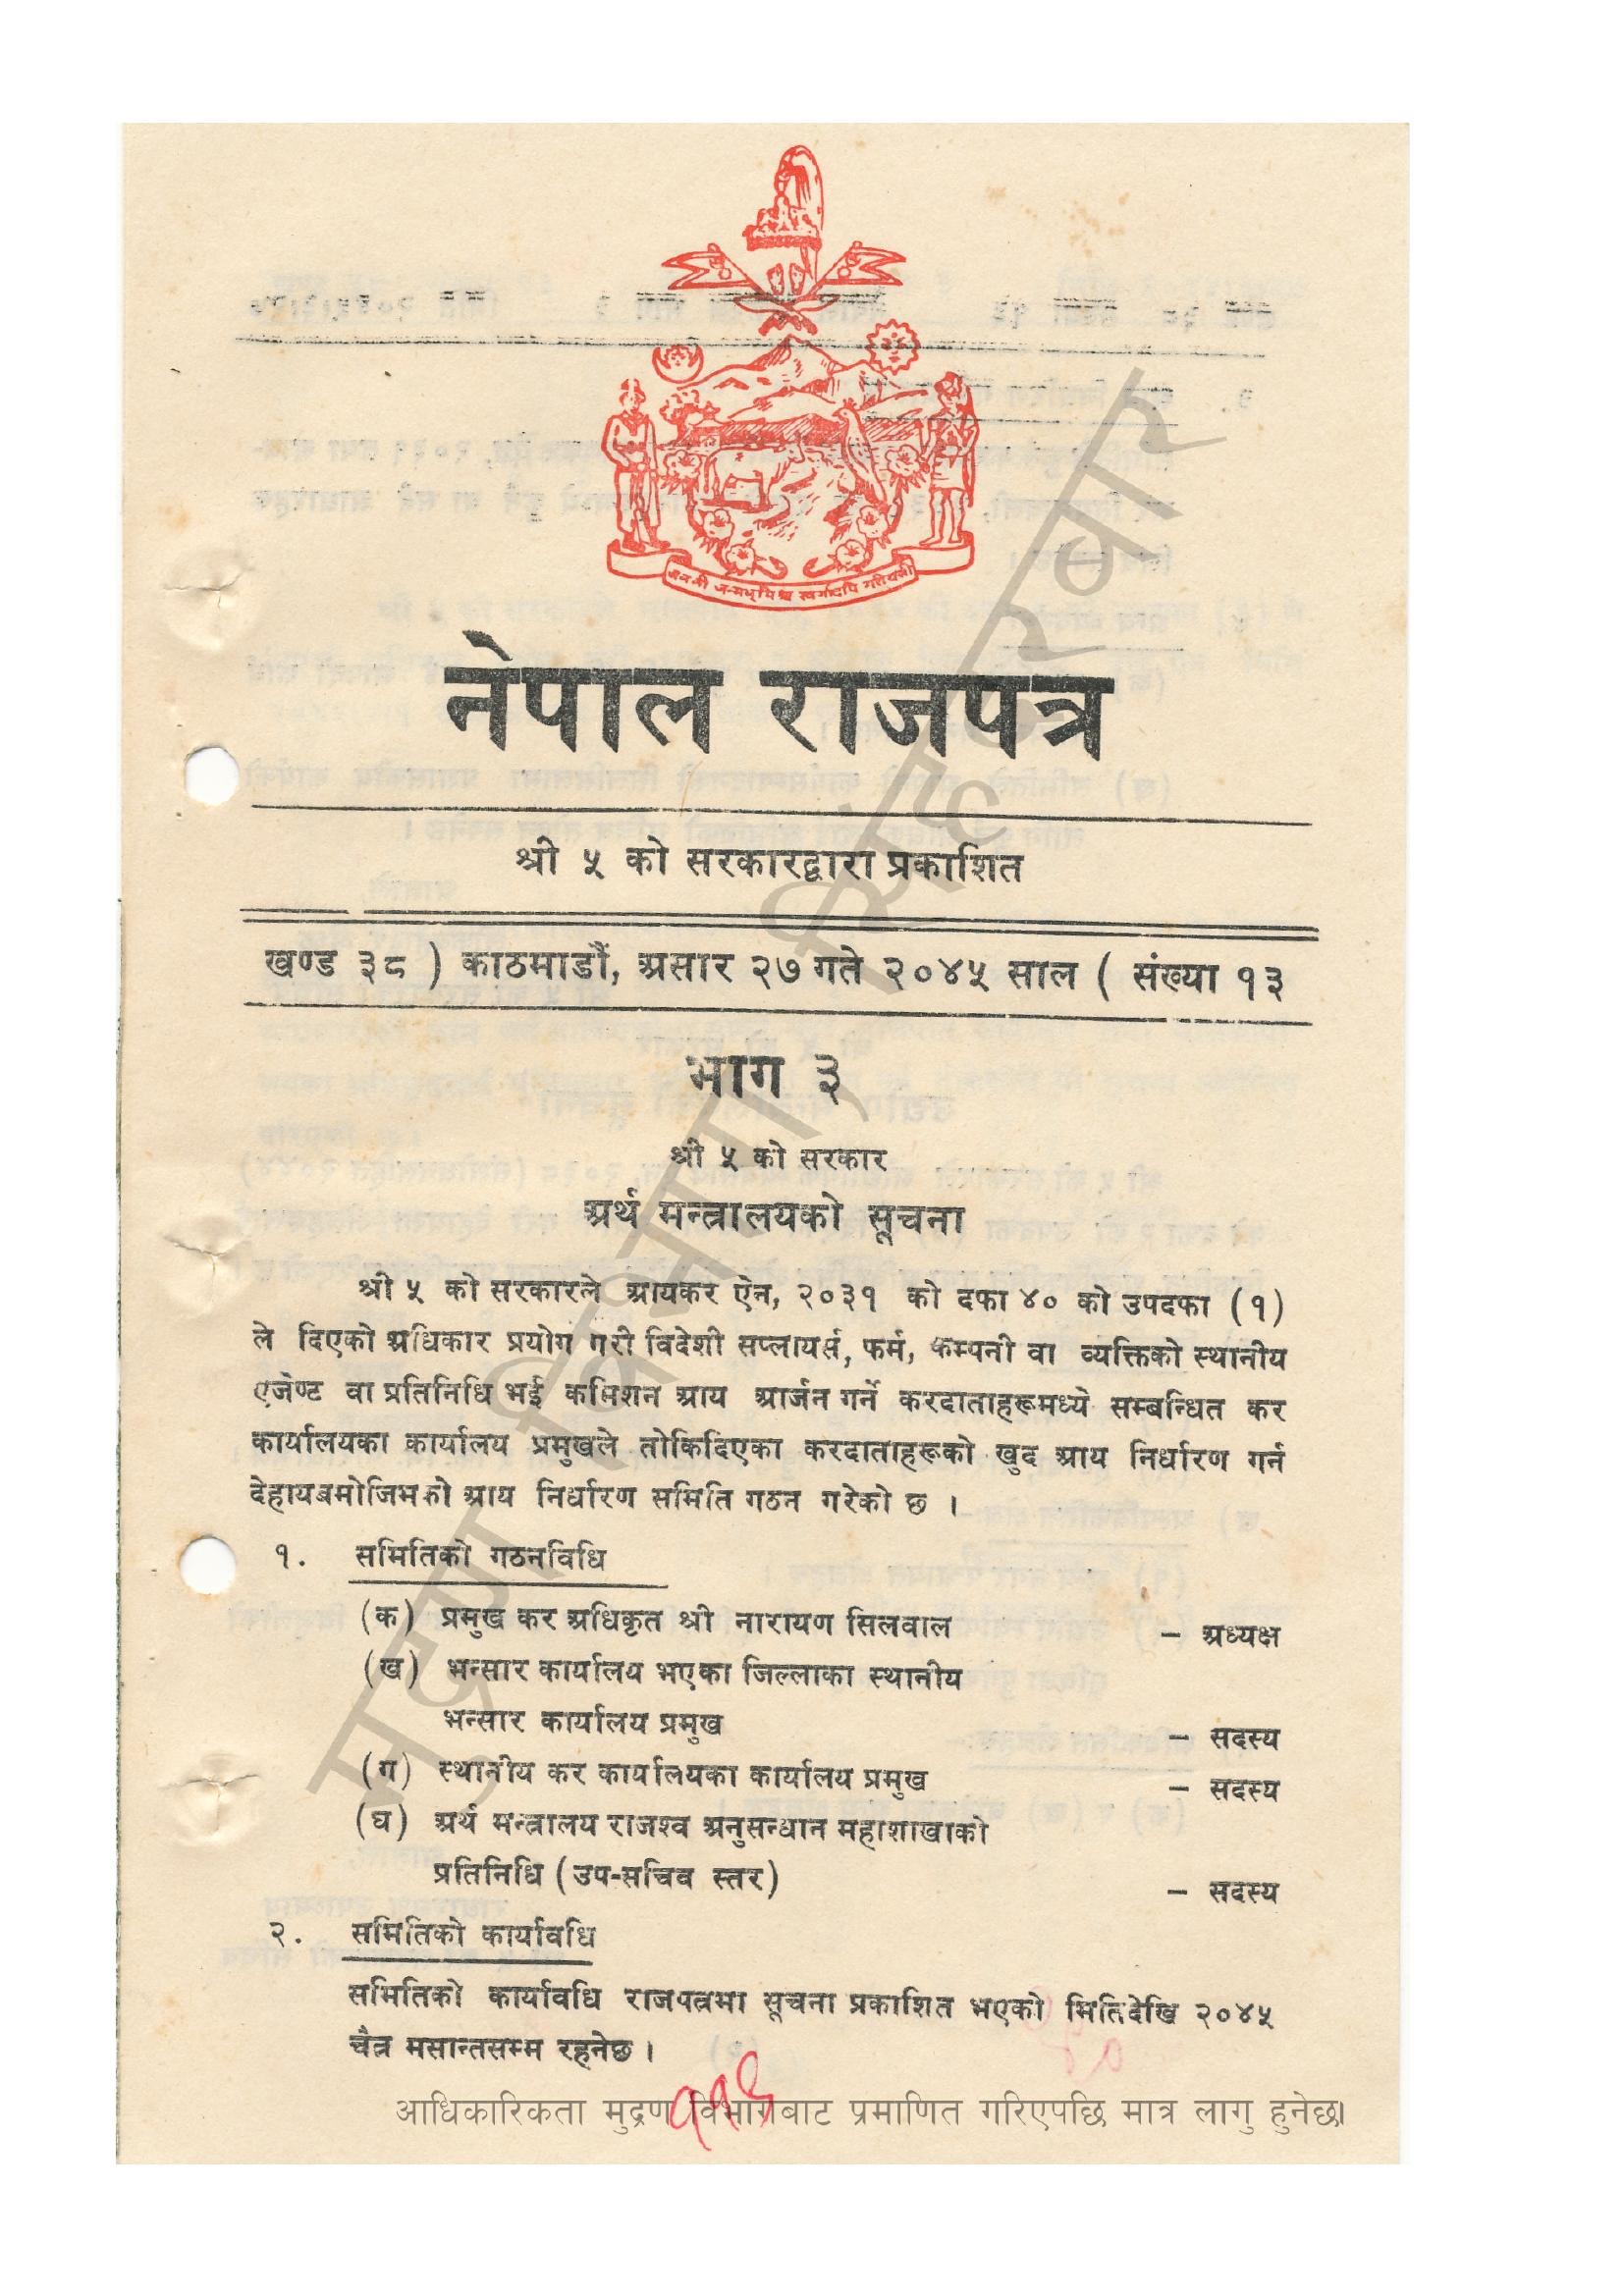 नेपाल राजपत्र
श्री ५ को सरकारद्वारा प्रकाशित
खण्ड ३८ ) काठमाडौं, असार २७ गते २०४५ साल ( संख्या १३
भाग ३
श्री ५ को सरकार
अर्थ मन्त्रालयको सूचना
श्री ५ को सरकारले आयकर ऐन, २०३१ को दफा ४० को उपदफा (१)
ले दिएको अधिकार प्रयोग गरी विदेशी सप्लायर्स, फर्म, कम्पनी वा व्यक्तिको स्थानीय
एजेण्ट वा प्रतिनिधि भई कमिशन आय आर्जन गर्ने करदाताहरूमध्ये सम्बन्धित कर
कार्यालयका कार्यालय प्रमुखले तोकिदिएका करदाताहरूको खुद आय निर्धारण गर्न
देहायबमोजिमको आय निर्धारण समिति गठन गरेको छ ।
१. समितिको गठनविधि
(क) प्रमुख कर अधिकृत श्री नारायण सिलवाल – अध्यक्ष
(ख) भन्सार कार्यालय भएका जिल्लाका स्थानीय
भन्सार कार्यालय प्रमुख – सदस्य
(ग) स्थानीय कर कार्यालयका कार्यालय प्रमुख – सदस्य
(घ) अर्थ मन्त्रालय राजश्व अनुसन्धान महाशाखाको
प्रतिनिधि (उप-सचिव स्तर) – सदस्य
२. समितिको कार्यावधि
समितिको कार्यावधि राजपत्रमा सूचना प्रकाशित भएको मितिदेखि २०४५
चैत्र मसान्तसम्म रहनेछ ।
आधिकारिकता मुद्रण विभागबाट प्रमाणित गरिएपछि मात्र लागु हुनेछ।